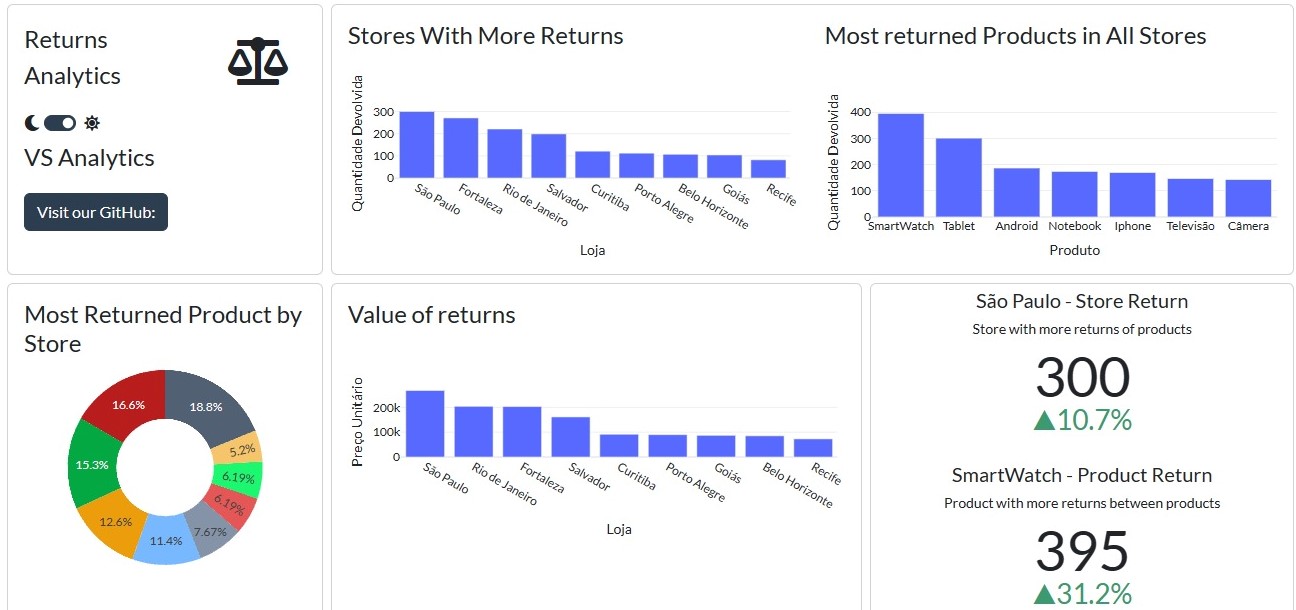 Returns
Analytics
VS Analytics
Visit our GitHub:
Stores With More Returns
Quantidade Devolvida
300
200
100
0
São Paulo
Fortaleza
Rio de Janeiro
Salvador
Curitiba
Porto Alegre
Belo Horizonte
Goiás
Recife
Loja
Most returned Products in All Stores
Quantidade Devolvida
400
300
200
100
0
SmartWatch
Tablet
Android
Notebook
Iphone
Televisão
Câmera
Produto
Most Returned Product by
Store
18.8%
5.2%
6.19%
6.19%
7.67%
11.4%
12.6%
15.3%
16.6%
Value of returns
Preço Unitário
200k
100k
0
São Paulo
Rio de Janeiro
Fortaleza
Salvador
Curitiba
Porto Alegre
Goiás
Belo Horizonte
Recife
Loja
São Paulo - Store Return
Store with more returns of products
300
▲10.7%
SmartWatch - Product Return
Product with more returns between products
395
▲31.2%